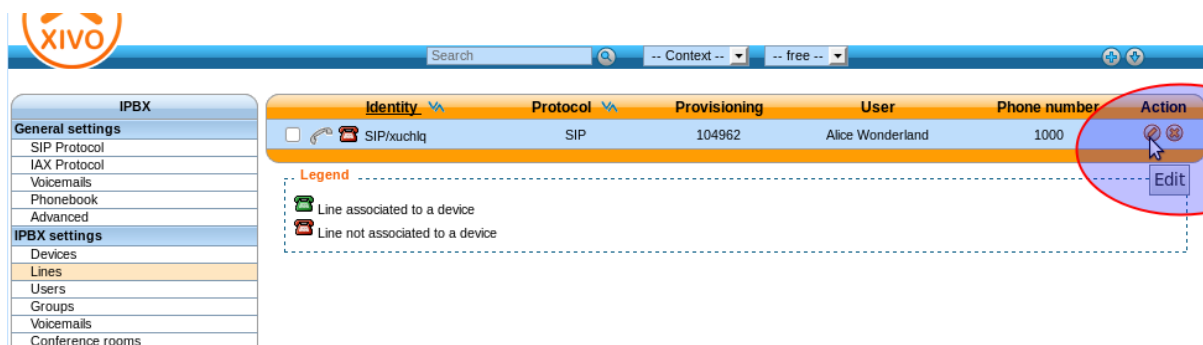 XIVO
Search
-- Context --
-- free --
IPBX
General settings
SIP Protocol
IAX Protocol
Voicemails
Phonebook
Advanced
IPBX settings
Devices
Lines
Users
Groups
Voicemails
Conference rooms
Identity Protocol Provisioning User Phone number Action
SIP/xuchlq SIP 104962 Alice Wonderland 1000
Edit
Legend
Line associated to a device
Line not associated to a device